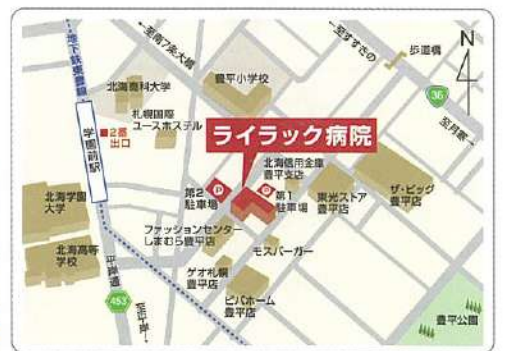 ←至南7条大橋
←至すすきの
歩道橋
N
36
至月寒→
地下鉄東豊線
北海商科大学
豊平小学校
札幌国際
ユースホステル
2番
出口
学園前駅
ライラック病院
北海信用金庫
豊平支店
第2
駐車場
P
P
第1
駐車場
東光ストア
豊平店
ザ・ビッグ
豊平店
北海学園
大学
ファッションセンター
しまむら豊平店
モスバーガー
北海高等
学校
ゲオ札幌
豊平店
ビバホーム
豊平店
453
豊平公園